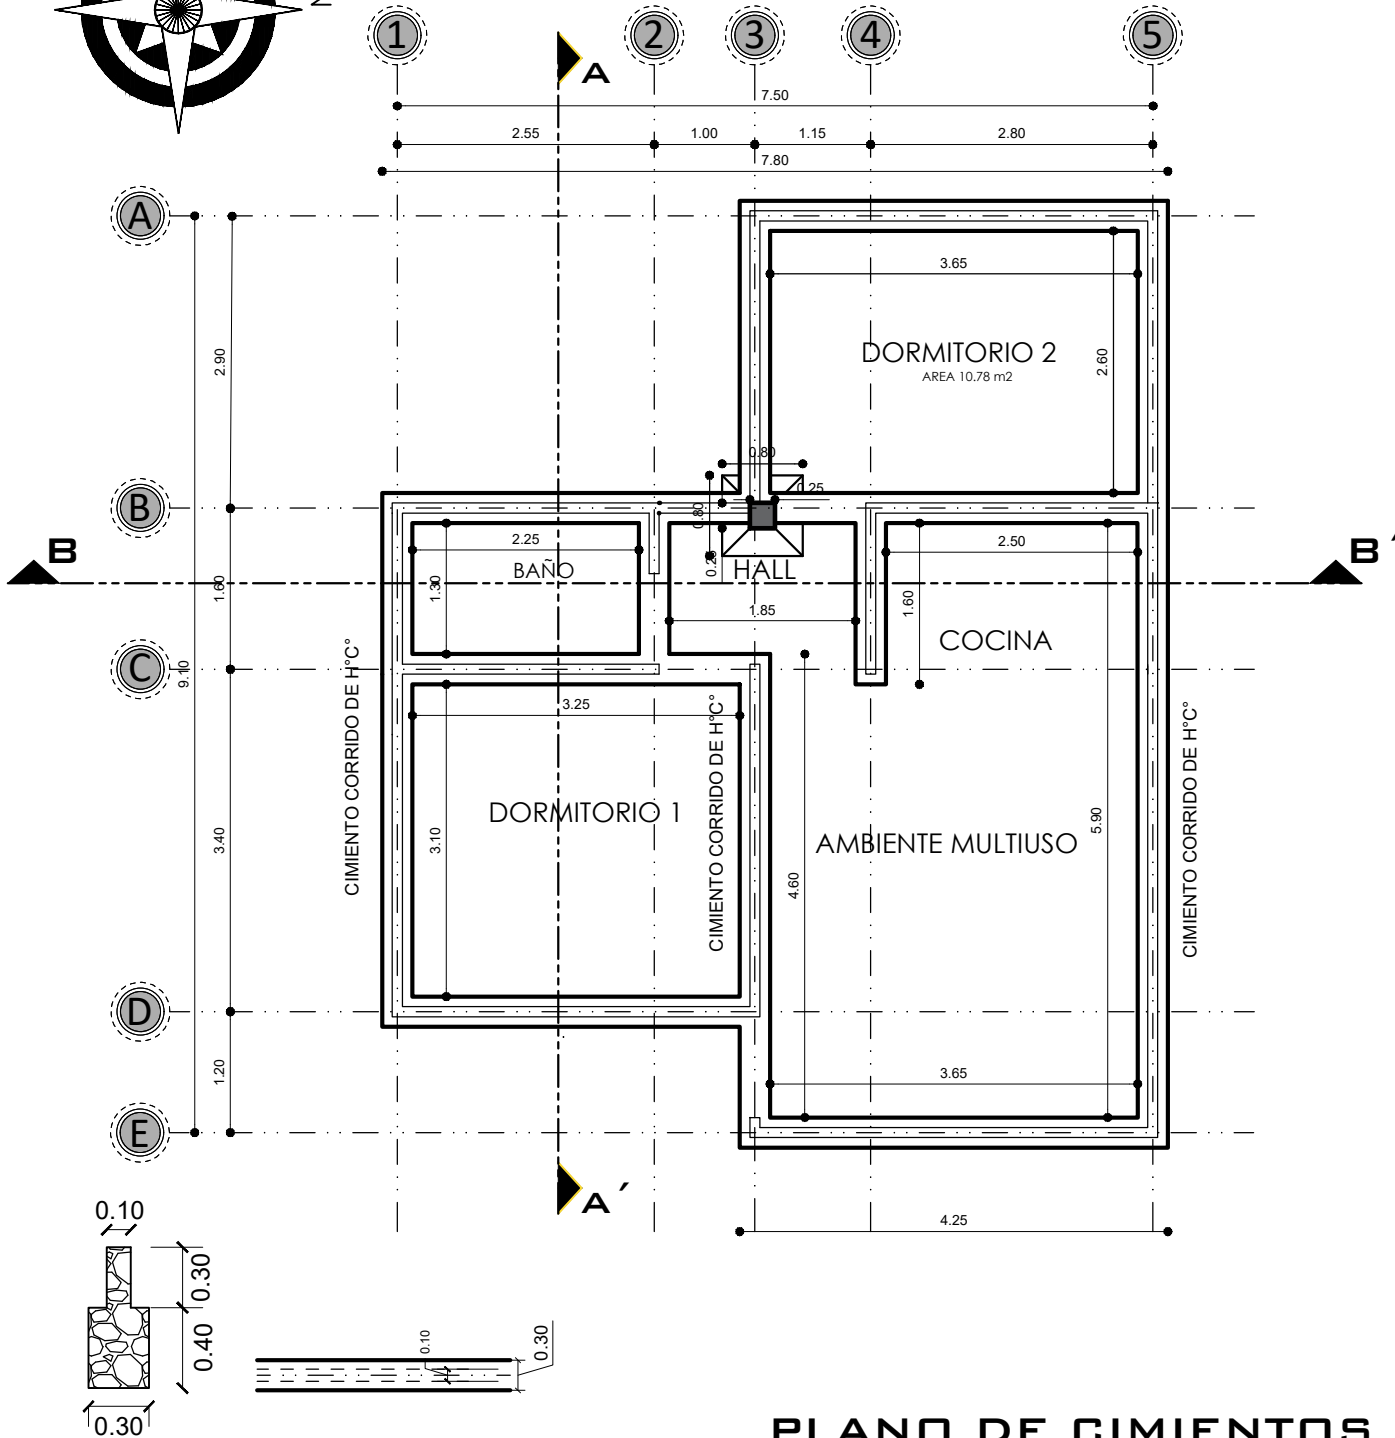 N
1
2
3
4
5
A
7.50
2.55
1.00
1.15
2.80
7.80
A
3.65
2.90
DORMITORIO 2
2.60
AREA 10.78 m2
0.80
0.25
B
0.80
B
B´
2.25
2.50
BAÑO
0.25
HALL
1.60
1.30
1.60
1.85
COCINA
C
9.10
3.25
CIMIENTO CORRIDO DE H°C°
CIMIENTO CORRIDO DE H°C°
CIMIENTO CORRIDO DE H°C°
DORMITORIO 1
3.40
3.10
5.90
AMBIENTE MULTIUSO
4.60
D
1.20
3.65
E
A´
0.10
4.25
0.30
0.40
0.10
0.30
0.30
PLANO DE CIMIENTOS